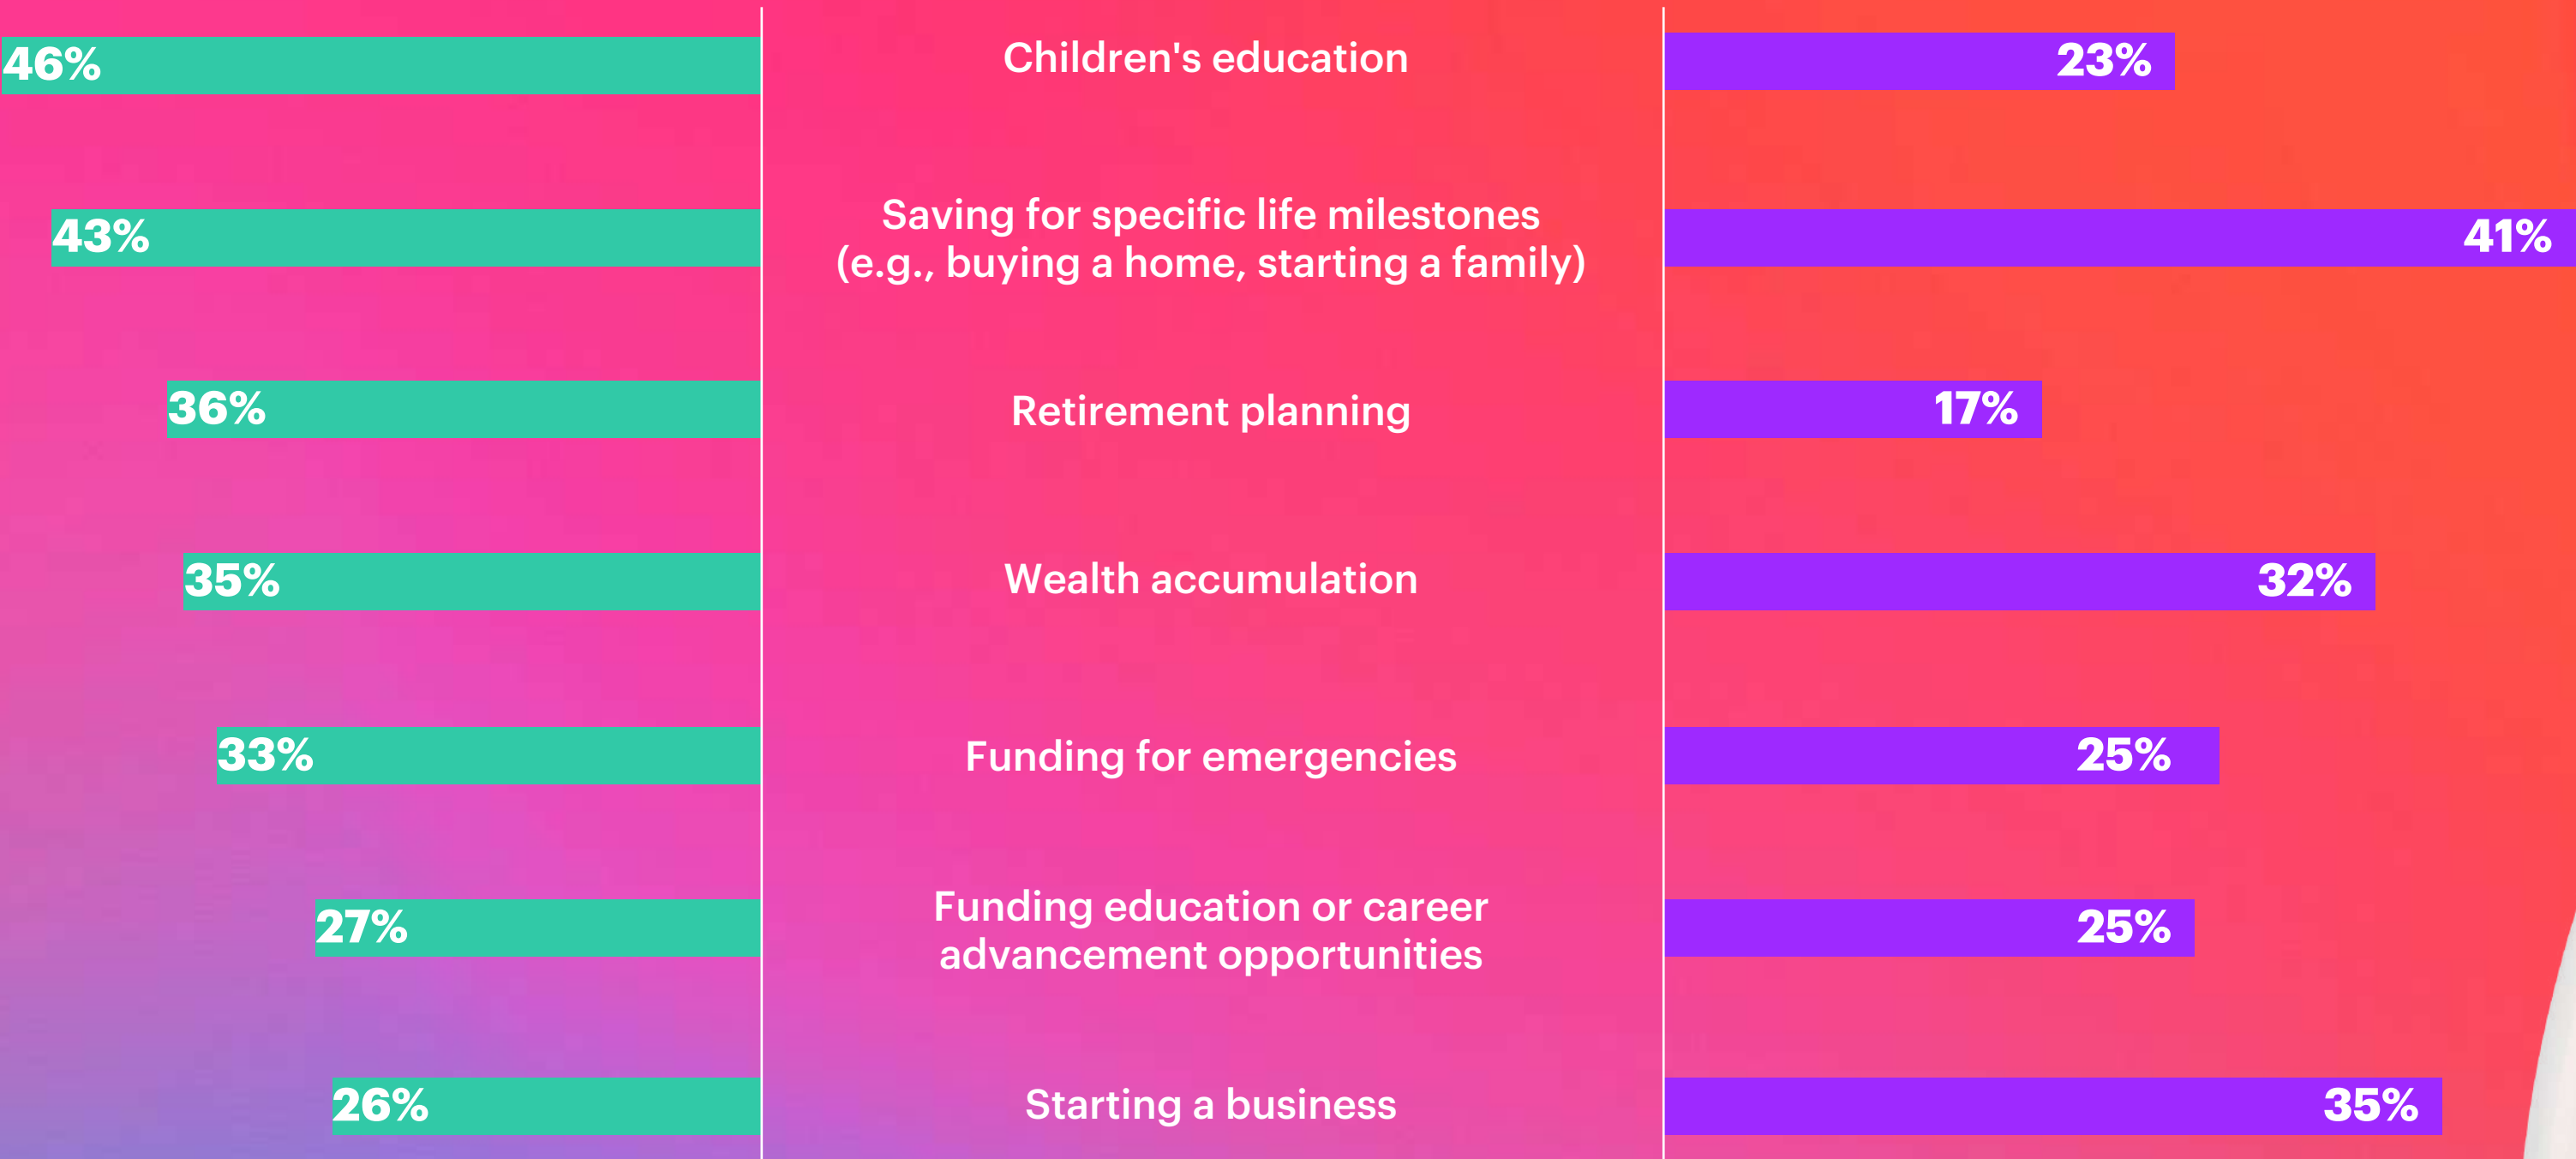 46%
Children's education
23%
43%
Saving for specific life milestones
(e.g., buying a home, starting a family)
41%
36%
Retirement planning
17%
35%
Wealth accumulation
32%
33%
Funding for emergencies
25%
27%
Funding education or career
advancement opportunities
25%
26%
Starting a business
35%